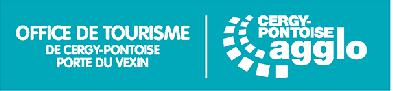 OFFICE DE TOURISME
DE CERGY-PONTOISE
PORTE DU VEXIN
CERGY-
PONTOISE
agglo